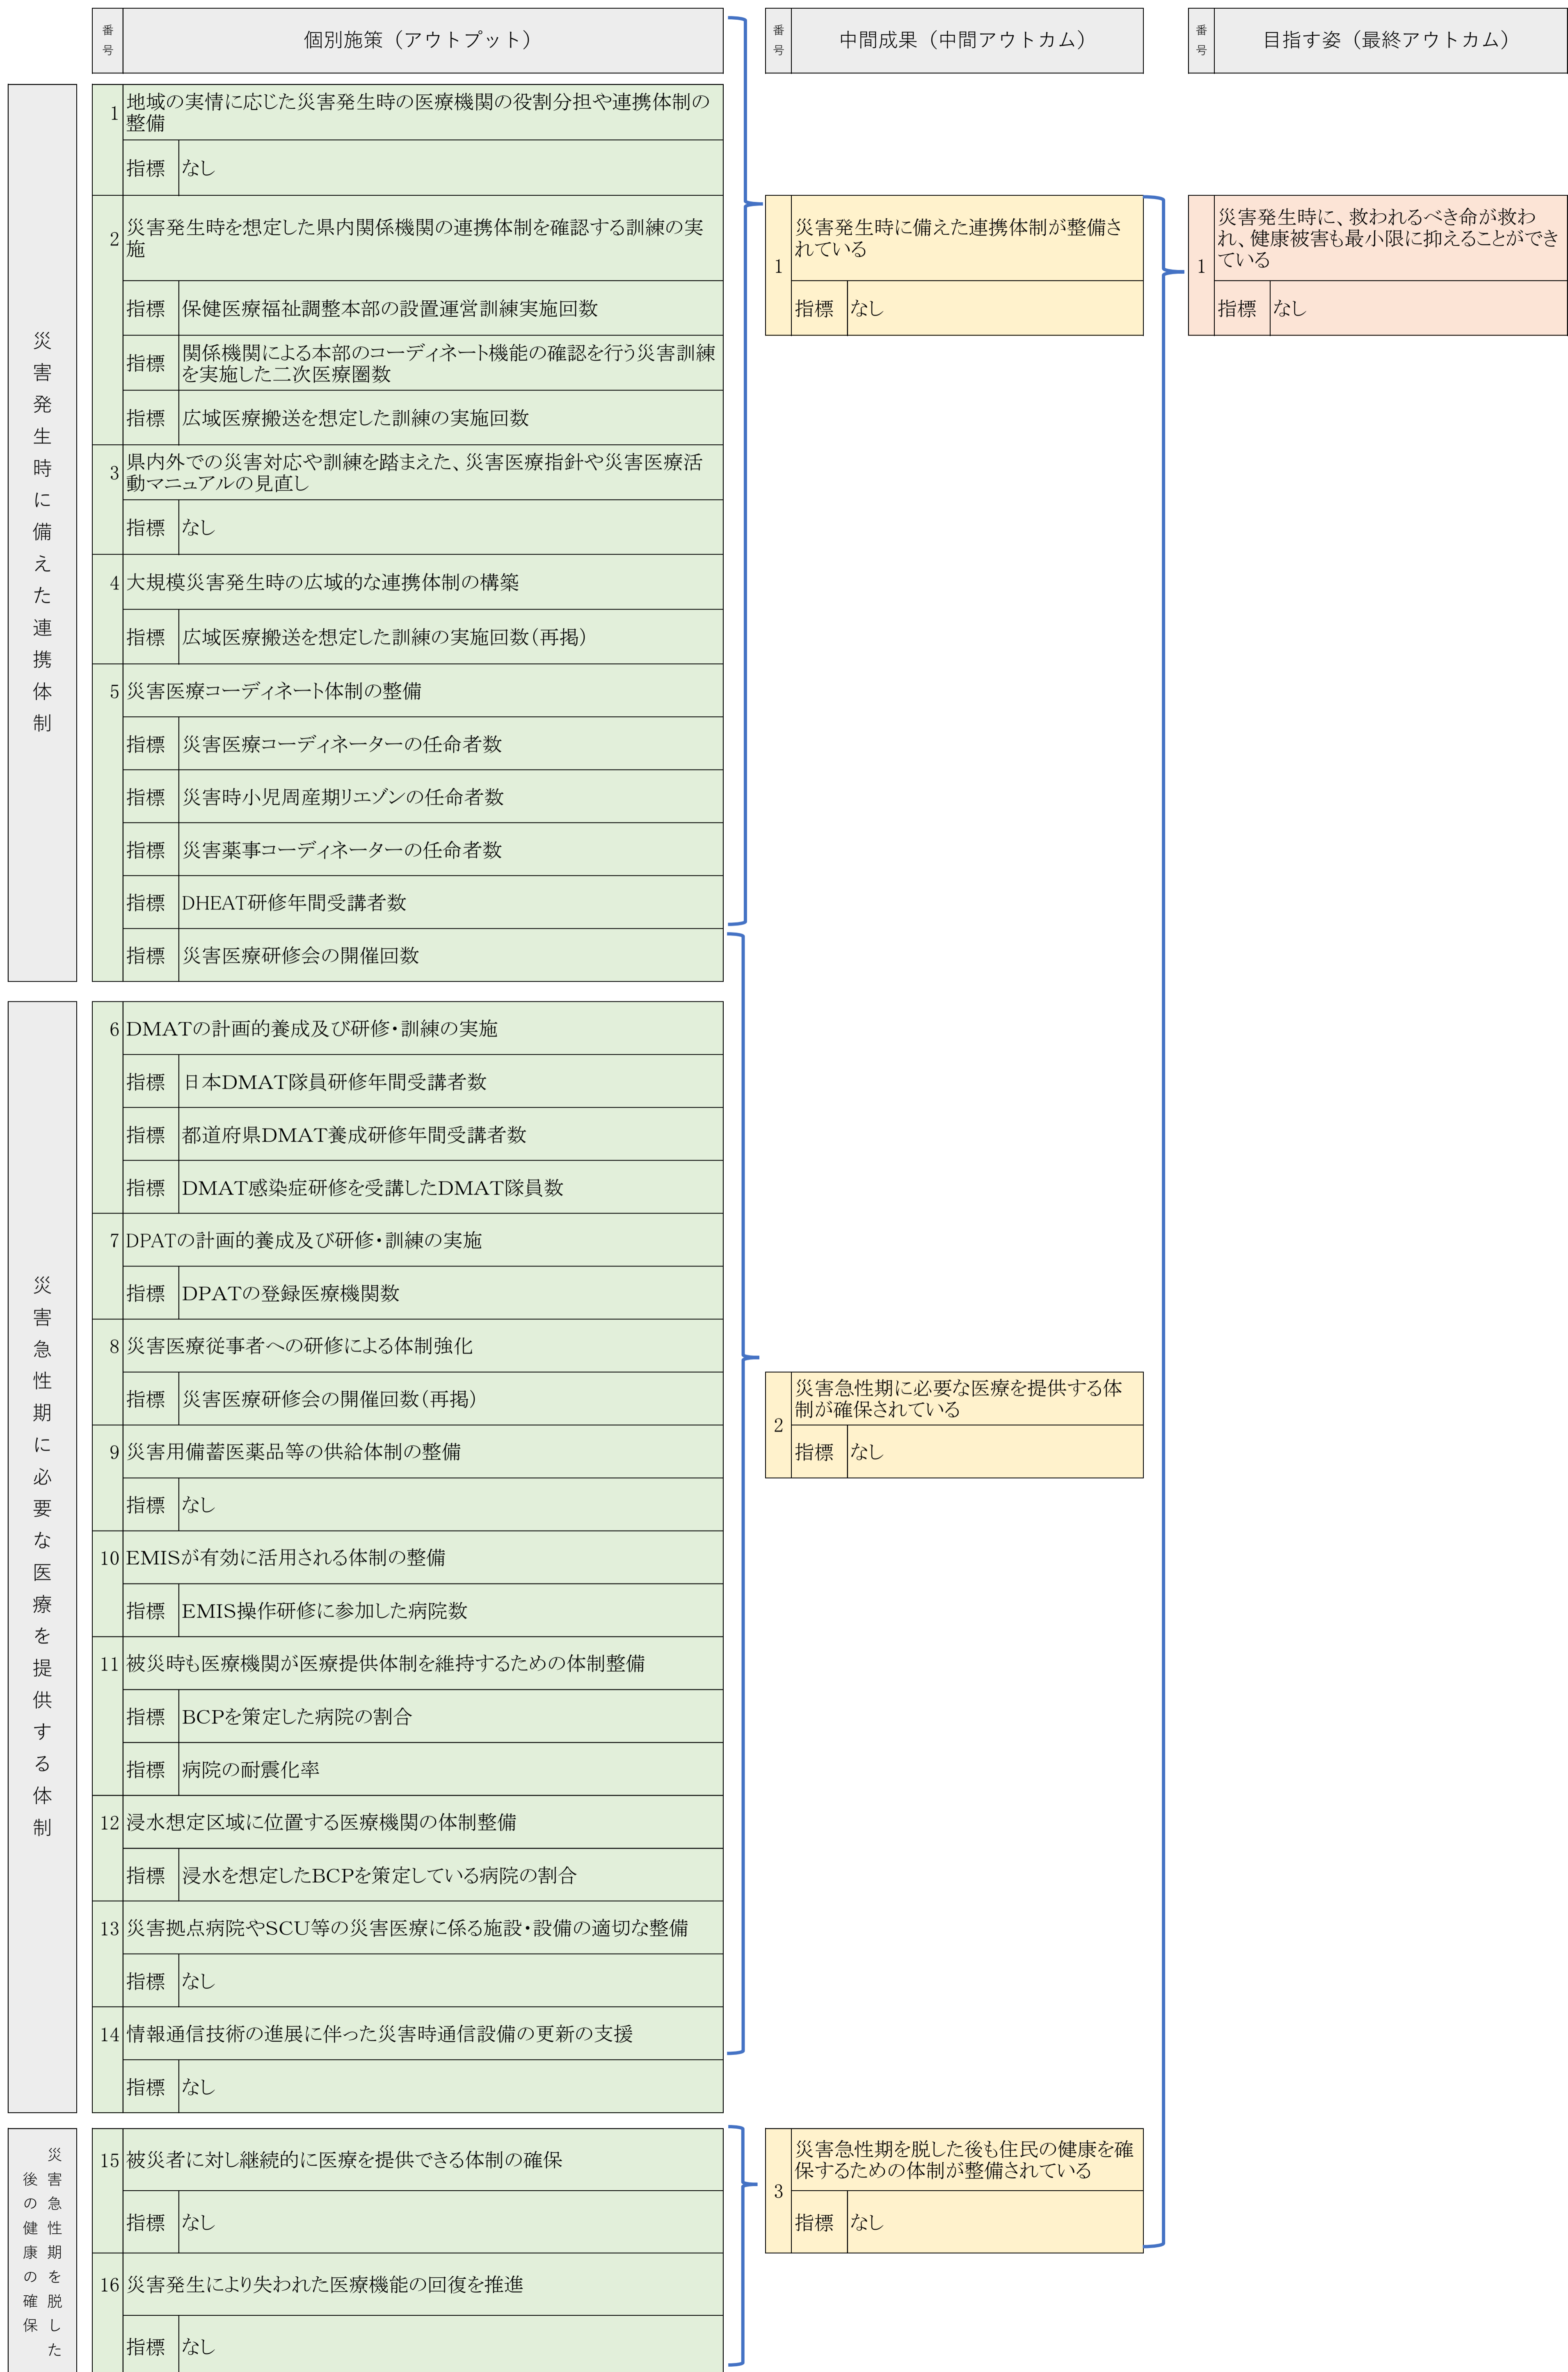 番号
個別施策（アウトプット）
番号
中間成果（中間アウトカム）
番号
目指す姿（最終アウトカム）
災害発生時に備えた連携体制
1
地域の実情に応じた災害発生時の医療機関の役割分担や連携体制の
整備
指標
なし
2
災害発生時を想定した県内関係機関の連携体制を確認する訓練の実
施
指標
保健医療福祉調整本部の設置運営訓練実施回数
指標
関係機関による本部のコーディネート機能の確認を行う災害訓練
を実施した二次医療圏数
指標
広域医療搬送を想定した訓練の実施回数
3
県内外での災害対応や訓練を踏まえた、災害医療指針や災害医療活
動マニュアルの見直し
指標
なし
4
大規模災害発生時の広域的な連携体制の構築
指標
広域医療搬送を想定した訓練の実施回数（再掲）
5
災害医療コーディネート体制の整備
指標
災害医療コーディネーターの任命者数
指標
災害時小児周産期リエゾンの任命者数
指標
災害薬事コーディネーターの任命者数
指標
DHEAT研修年間受講者数
指標
災害医療研修会の開催回数
1
災害発生時に備えた連携体制が整備さ
れている
指標
なし
1
災害発生時に、救われるべき命が救わ
れ、健康被害も最小限に抑えることができ
ている
指標
なし
災害急性期に必要な医療を提供する体制
6
DMATの計画的養成及び研修・訓練の実施
指標
日本DMAT隊員研修年間受講者数
指標
都道府県DMAT養成研修年間受講者数
指標
DMAT感染症研修を受講したDMAT隊員数
7
DPATの計画的養成及び研修・訓練の実施
指標
DPATの登録医療機関数
8
災害医療従事者への研修による体制強化
指標
災害医療研修会の開催回数（再掲）
9
災害用備蓄医薬品等の供給体制の整備
指標
なし
10
EMISが有効に活用される体制の整備
指標
EMIS操作研修に参加した病院数
11
被災時も医療機関が医療提供体制を維持するための体制整備
指標
BCPを策定した病院の割合
指標
病院の耐震化率
12
浸水想定区域に位置する医療機関の体制整備
指標
浸水を想定したBCPを策定している病院の割合
13
災害拠点病院やSCU等の災害医療に係る施設・設備の適切な整備
指標
なし
14
情報通信技術の進展に伴った災害時通信設備の更新の支援
指標
なし
2
災害急性期に必要な医療を提供する体
制が確保されている
指標
なし
災害急性期を脱した
後の健康の確保
15
被災者に対し継続的に医療を提供できる体制の確保
指標
なし
16
災害発生により失われた医療機能の回復を推進
指標
なし
3
災害急性期を脱した後も住民の健康を確
保するための体制が整備されている
指標
なし